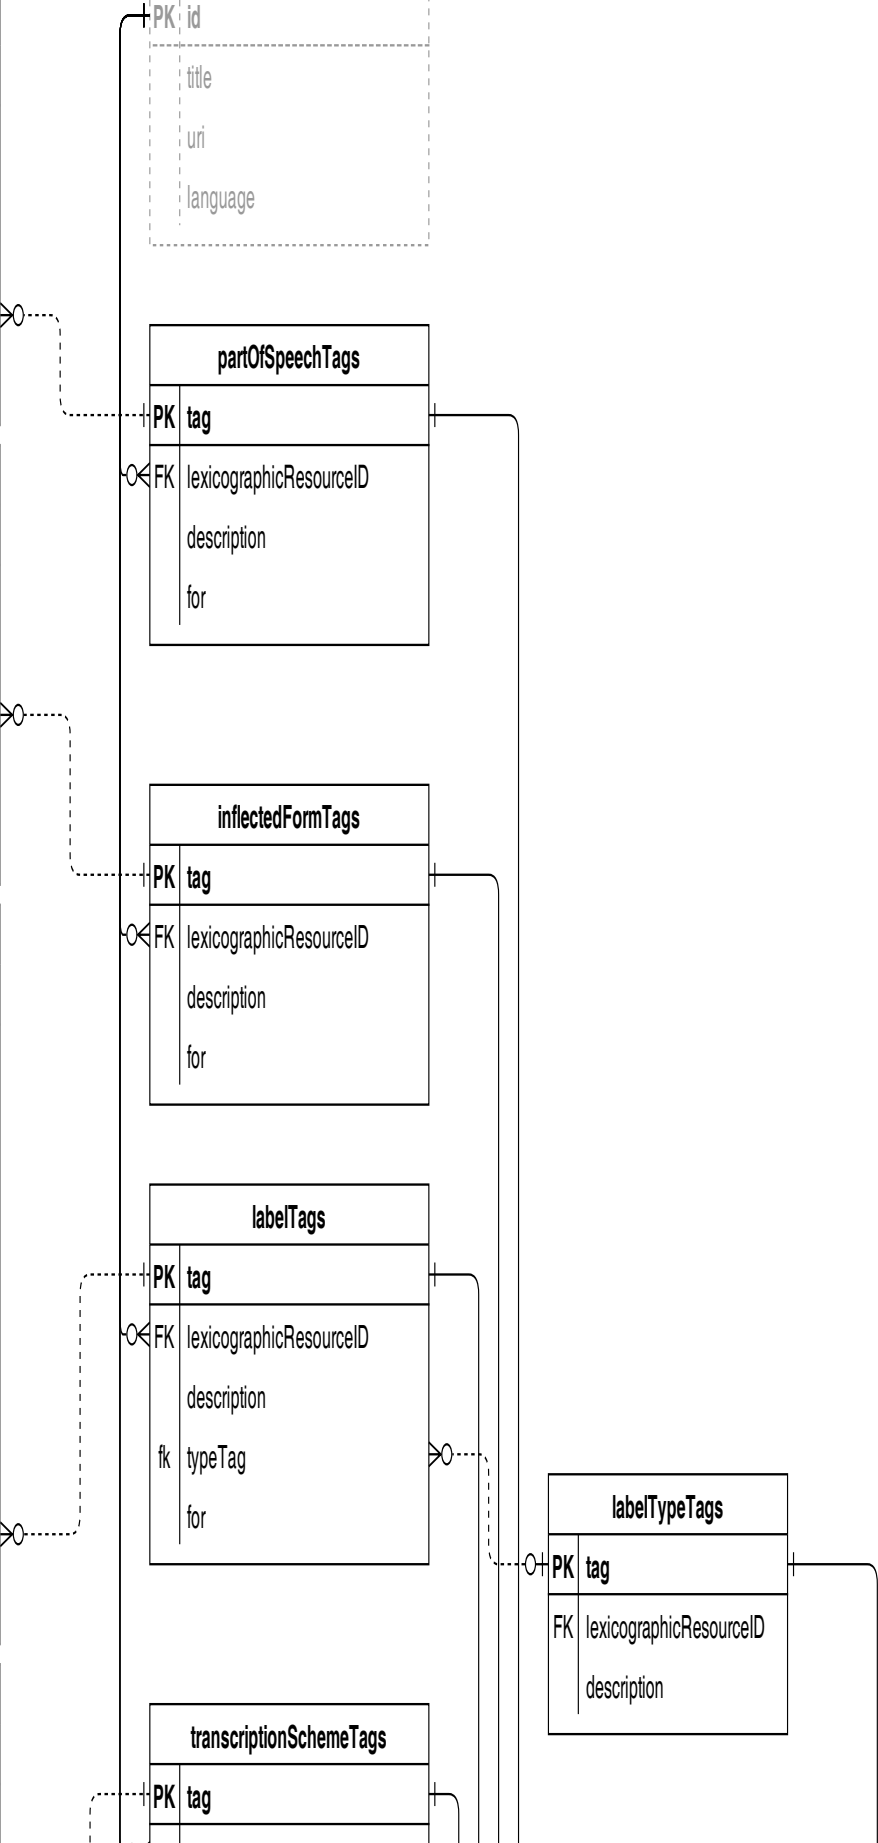 PK id
title
uri
language
partOfSpeechTags
PK tag
FK lexicographicResourceID
description
for
inflectedFormTags
PK tag
FK lexicographicResourceID
description
for
labelTags
PK tag
FK lexicographicResourceID
description
fk typeTag
for
labelTypeTags
PK tag
FK lexicographicResourceID
description
transcriptionSchemeTags
PK tag